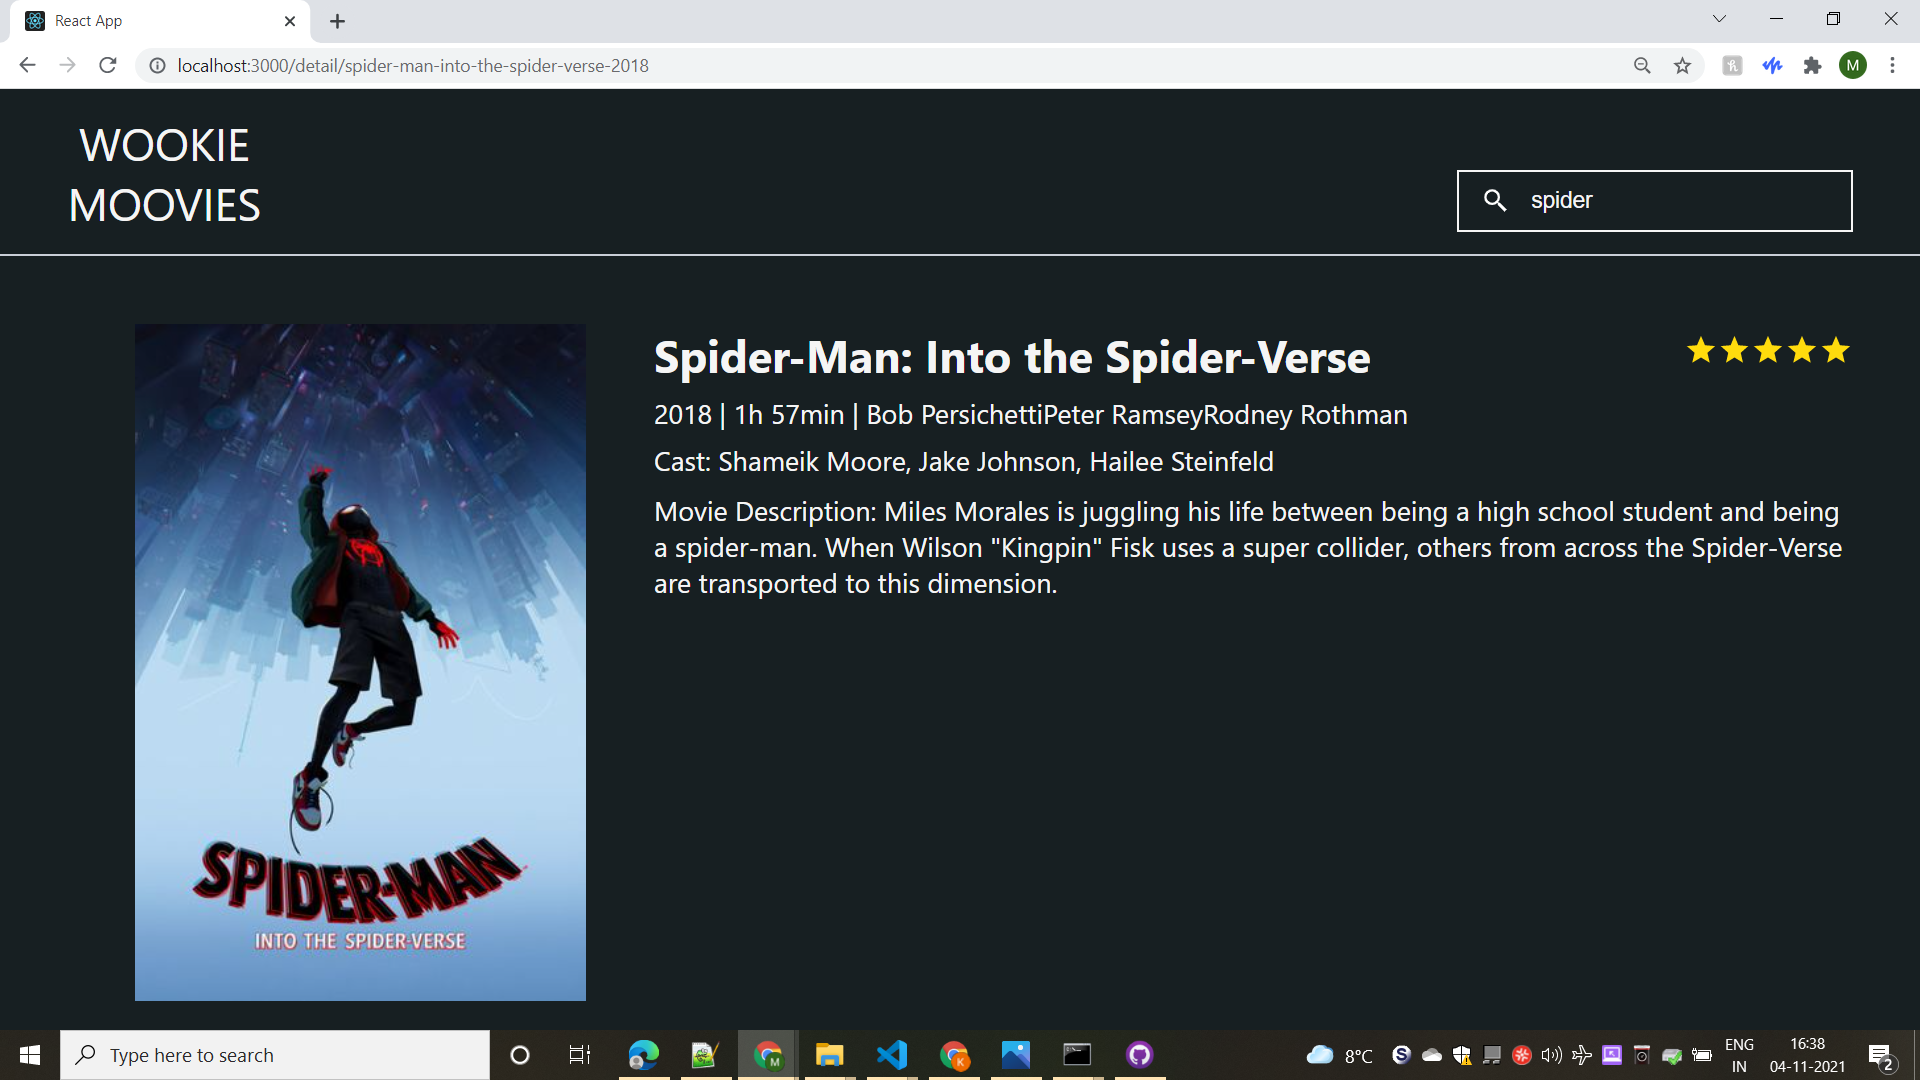 React App
localhost:3000/detail/spider-man-into-the-spider-verse-2018
M
WOOKIE
MOOVIES
spider
Spider-Man: Into the Spider-Verse
2018 | 1h 57min | Bob PersichettiPeter RamseyRodney Rothman
Cast: Shameik Moore, Jake Johnson, Hailee Steinfeld
Movie Description: Miles Morales is juggling his life between being a high school student and being
a spider-man. When Wilson "Kingpin" Fisk uses a super collider, others from across the Spider-Verse
are transported to this dimension.
SPIDER-MAN
INTO THE SPIDER-VERSE
Type here to search
M
K
8°C
S
ENG
IN
16:38
04-11-2021
2